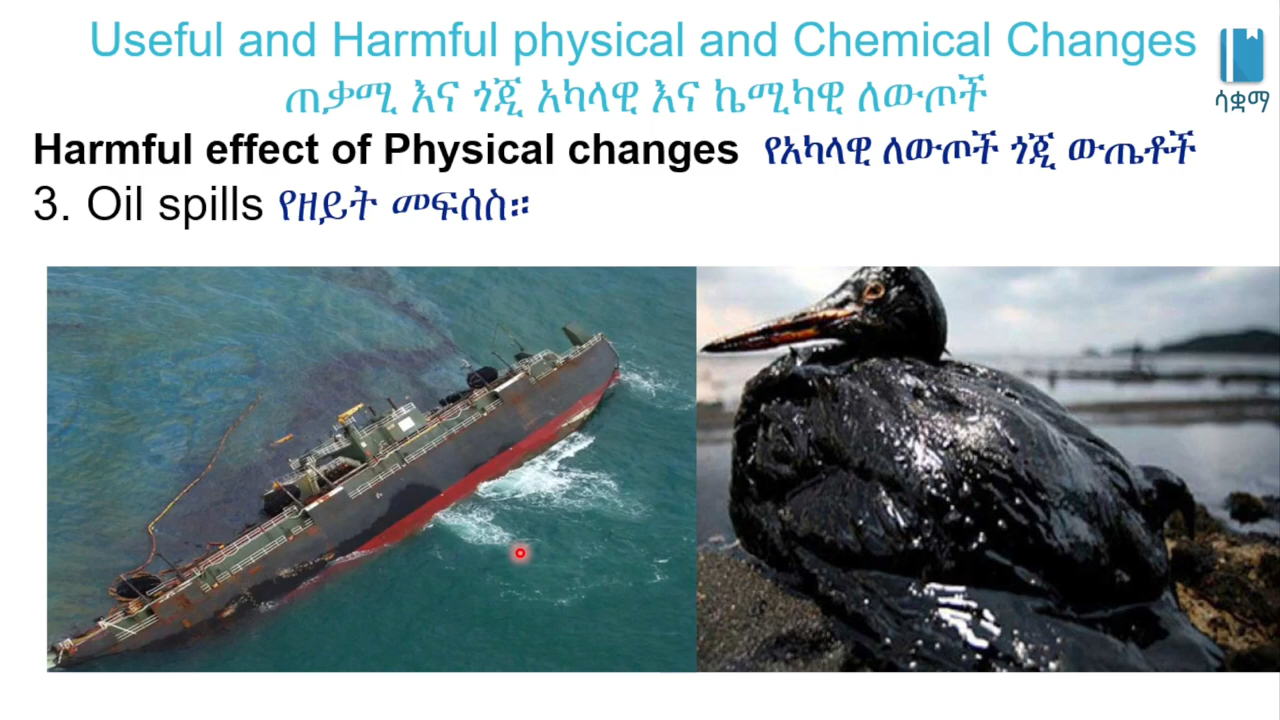 Useful and Harmful physical and Chemical Changes
ጠቃሚ እና ጎጂ አካላዊ እና ኬሚካዊ ለውጦች
ሳቋማ
Harmful effect of Physical changes የአካላዊ ለውጦች ጎጂ ውጤቶች
3. Oil spills የዘይት መፍሰስ።